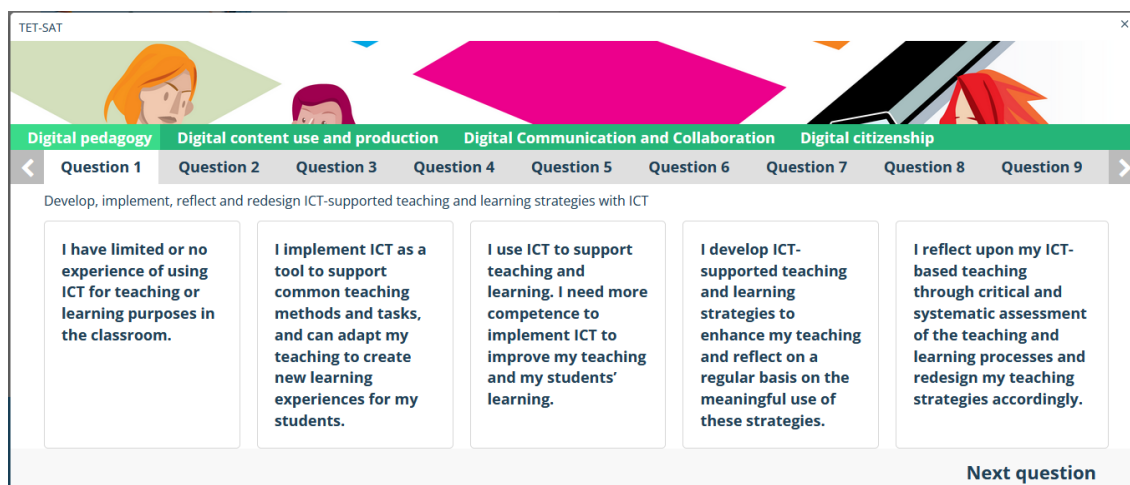 TET-SAT
×
Digital pedagogy Digital content use and production Digital Communication and Collaboration Digital citizenship
Question 1 Question 2 Question 3 Question 4 Question 5 Question 6 Question 7 Question 8 Question 9
Develop, implement, reflect and redesign ICT-supported teaching and learning strategies with ICT
I have limited or no
experience of using
ICT for teaching or
learning purposes in
the classroom.
I implement ICT as a
tool to support
common teaching
methods and tasks,
and can adapt my
teaching to create
new learning
experiences for my
students.
I use ICT to support
teaching and
learning. I need more
competence to
implement ICT to
improve my teaching
and my students’
learning.
I develop ICT-
supported teaching
and learning
strategies to
enhance my teaching
and reflect on a
regular basis on the
meaningful use of
these strategies.
I reflect upon my ICT-
based teaching
through critical and
systematic assessment
of the teaching and
learning processes and
redesign my teaching
strategies accordingly.
Next question